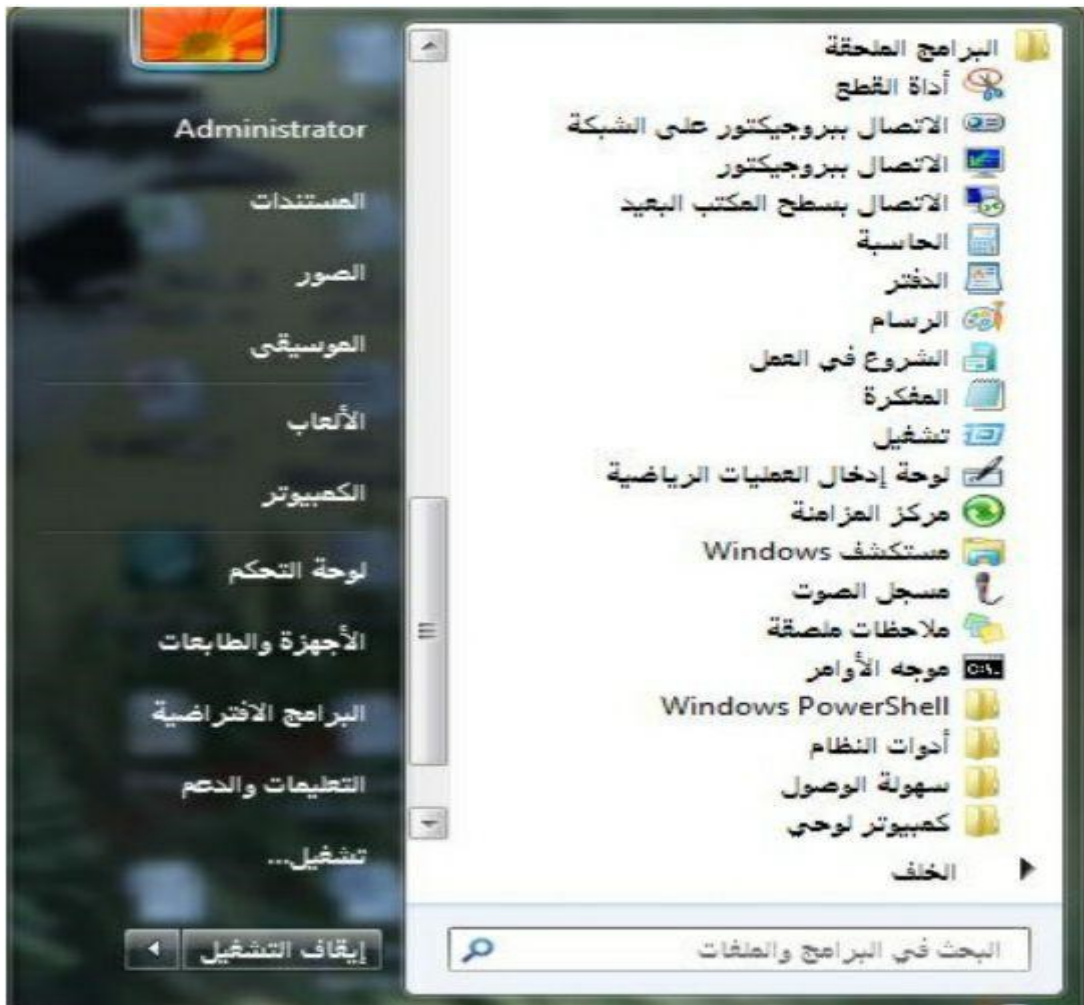 البرامج الملحقة
أداة القطع
الاتصال ببروجيكتور على الشبكة
الاتصال ببروجيكتور
الاتصال بسطح المكتب البعيد
الحاسبة
الدفتر
الرسام
الشروع في العمل
المفكرة
تشغيل
لوحة إدخال العمليات الرياضية
مركز المزامنة
مستكشف Windows
مسجل الصوت
ملاحظات ملصقة
موجه الأوامر
Windows PowerShell
أدوات النظام
سهولة الوصول
كمبيوتر لوحي
الخلف
البحث في البرامج والملفات
Administrator
المستندات
الصور
الموسيقى
الألعاب
الكمبيوتر
لوحة التحكم
الأجهزة والطابعات
البرامج الافتراضية
التعليمات والدعم
تشغيل...
إيقاف التشغيل